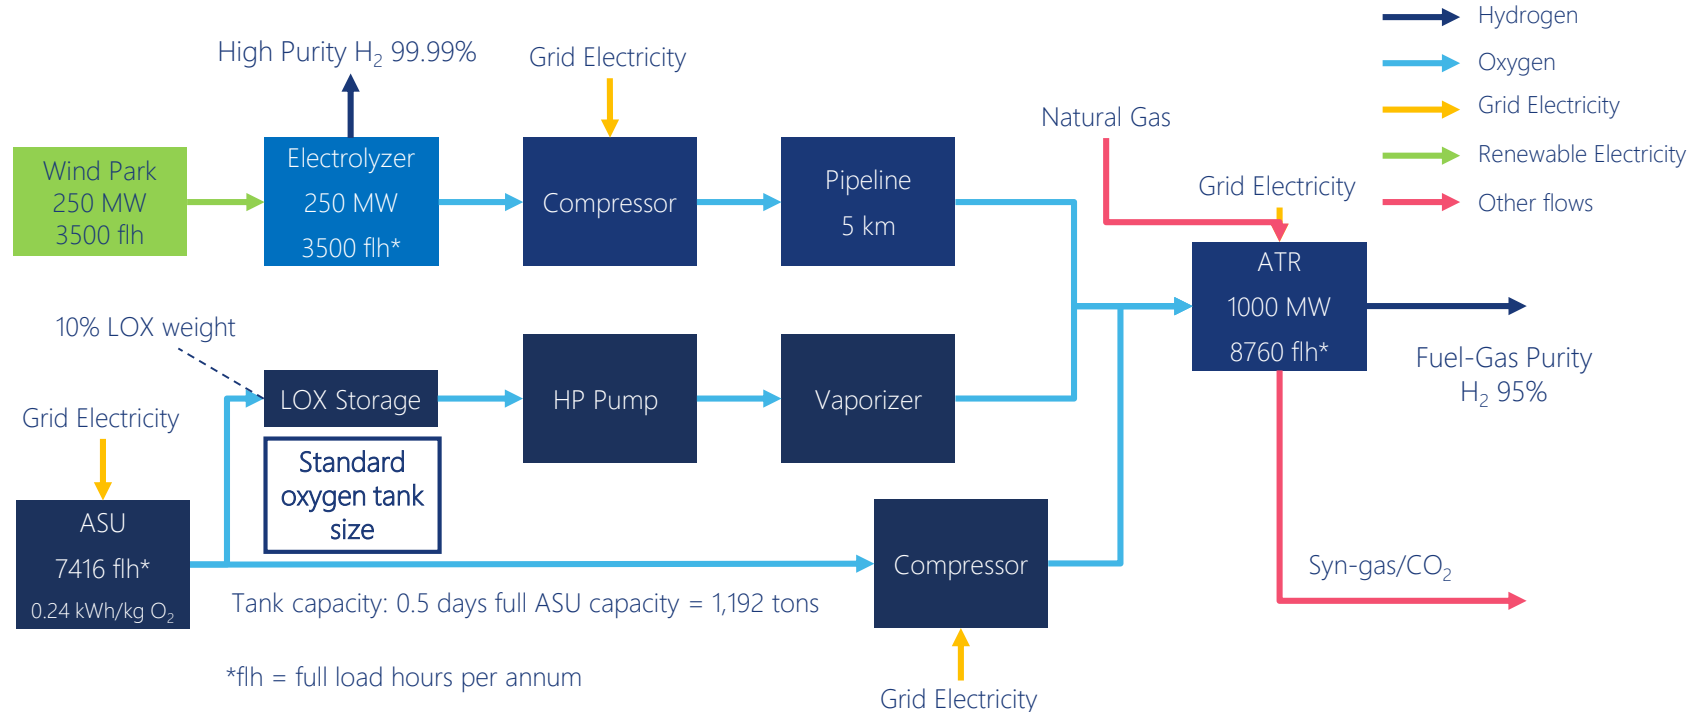 Hydrogen
Oxygen
Grid Electricity
Renewable Electricity
Other flows
High Purity H₂ 99.99%
Grid Electricity
Natural Gas
Grid Electricity
Wind Park
250 MW
3500 flh
Electrolyzer
250 MW
3500 flh*
Compressor
Pipeline
5 km
ATR
1000 MW
8760 flh*
Fuel-Gas Purity
H₂ 95%
10% LOX weight
LOX Storage
HP Pump
Vaporizer
Grid Electricity
Standard
oxygen tank
size
ASU
7416 flh*
0.24 kWh/kg O₂
Compressor
Syn-gas/CO₂
Tank capacity: 0.5 days full ASU capacity = 1,192 tons
*flh = full load hours per annum
Grid Electricity